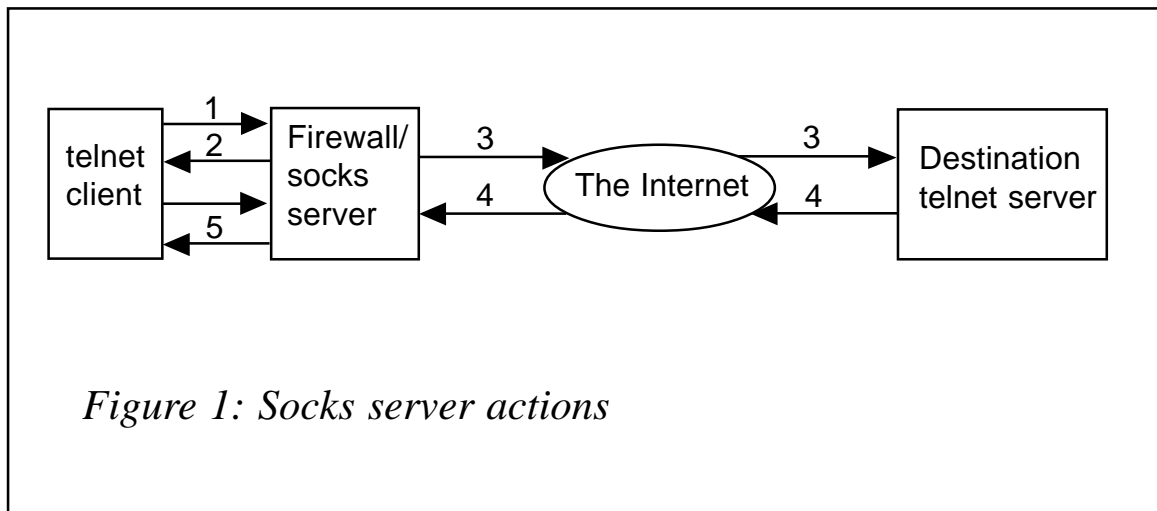 1
2
5
telnet
client
Firewall/
socks
server
3
4
The Internet
3
4
Destination
telnet server
Figure 1: Socks server actions